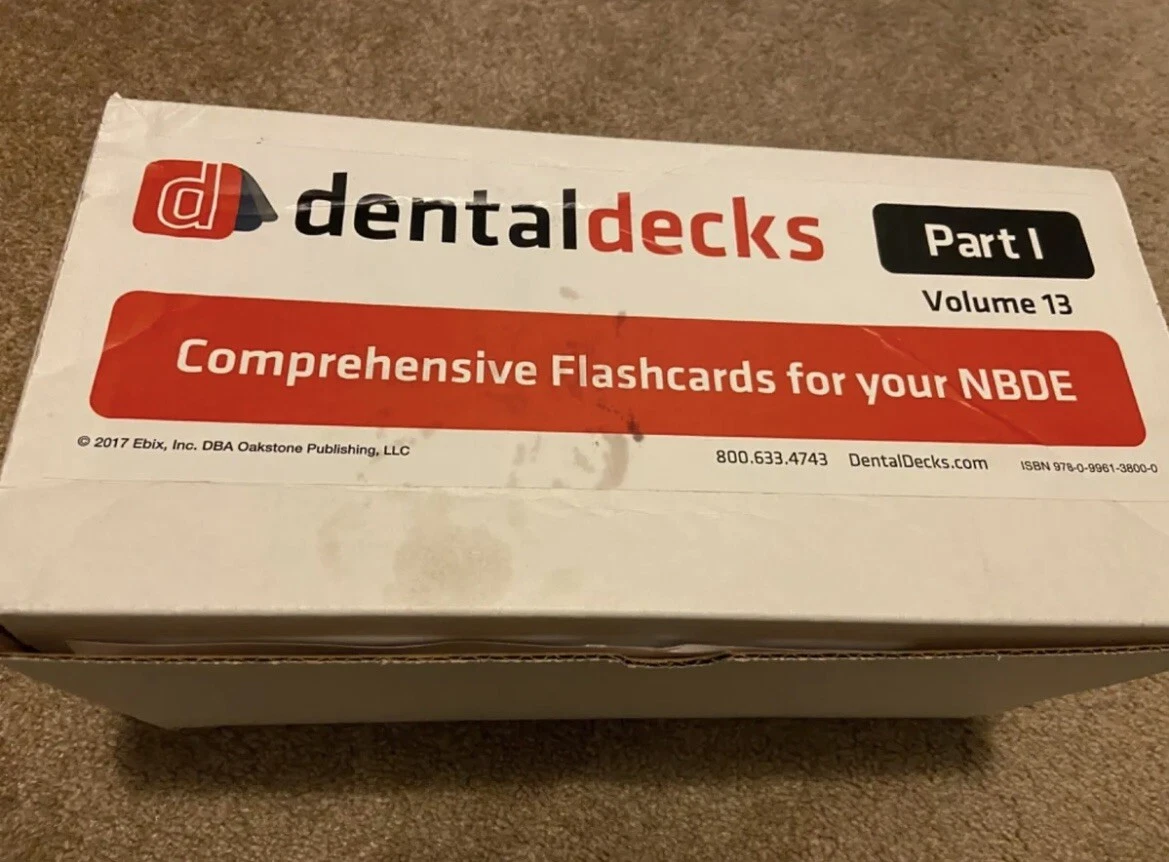 d dentaldecks
Part I
Volume 13
Comprehensive Flashcards for your NBDE
© 2017 Ebix, Inc. DBA Oakstone Publishing, LLC
800.633.4743 DentalDecks.com ISBN 978-0-9961-3800-0